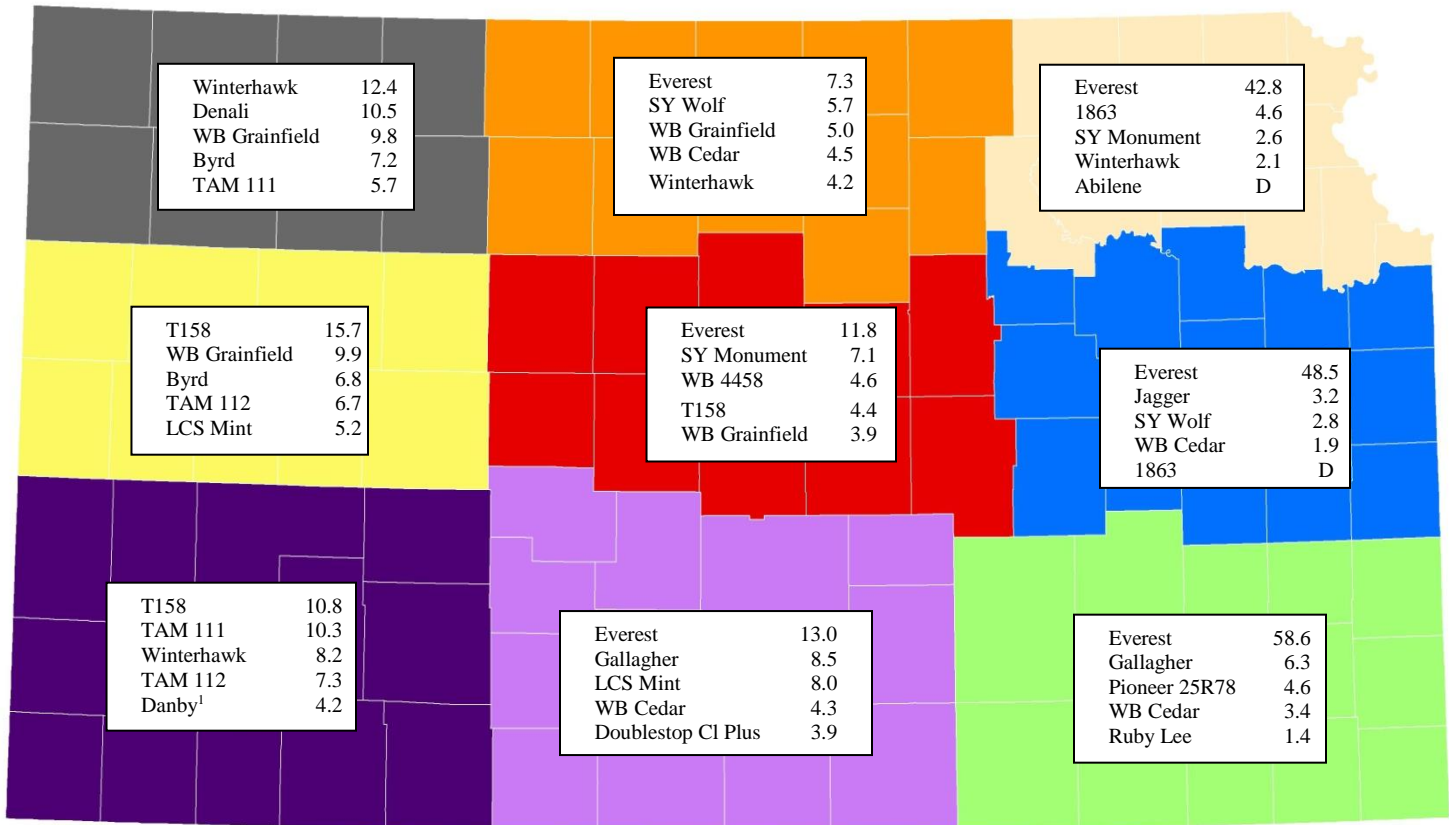 Winterhawk 12.4
Denali 10.5
WB Grainfield 9.8
Byrd 7.2
TAM 111 5.7
Everest 7.3
SY Wolf 5.7
WB Grainfield 5.0
WB Cedar 4.5
Winterhawk 4.2
Everest 42.8
1863 4.6
SY Monument 2.6
Winterhawk 2.1
Abilene D
T158 15.7
WB Grainfield 9.9
Byrd 6.8
TAM 112 6.7
LCS Mint 5.2
Everest 11.8
SY Monument 7.1
WB 4458 4.6
T158 4.4
WB Grainfield 3.9
Everest 48.5
Jagger 3.2
SY Wolf 2.8
WB Cedar 1.9
1863 D
T158 10.8
TAM 111 10.3
Winterhawk 8.2
TAM 112 7.3
Danby¹ 4.2
Everest 13.0
Gallagher 8.5
LCS Mint 8.0
WB Cedar 4.3
Doublestop Cl Plus 3.9
Everest 58.6
Gallagher 6.3
Pioneer 25R78 4.6
WB Cedar 3.4
Ruby Lee 1.4